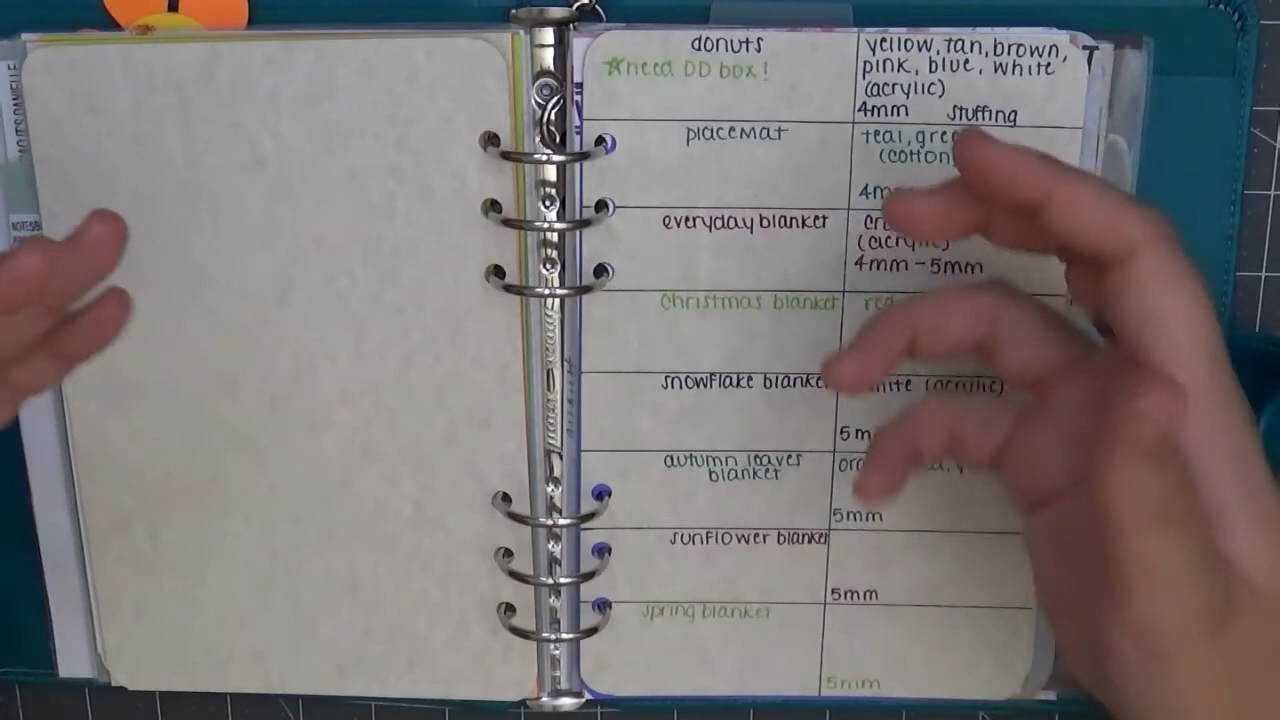 donuts
☆need DD box!
yellow, tan, brown,
pink, blue, white
(acrylic)
4mm stuffing
placemat
teal,
(cotton
everyday blanket
(acrylic)
4mm-5mm
Christmas blanket
red
snowflake blanket
white (acrylic)
5mm
autumn leaves
blanket
5mm
sunflower blanket
5mm
spring blanket
5mm